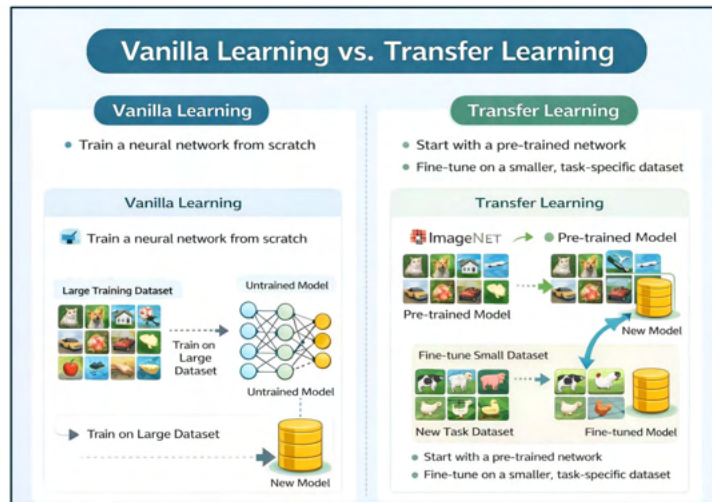 Vanilla Learning vs. Transfer Learning
Vanilla Learning
Train a neural network from scratch
Vanilla Learning
Train a neural network from scratch
Large Training Dataset
Untrained Model
Train on
Large
Dataset
Untrained Model
Train on Large Dataset
New Model
Transfer Learning
Start with a pre-trained network
Fine-tune on a smaller, task-specific dataset
Transfer Learning
IMAGENET
Pre-trained Model
Pre-trained Model
New Model
Fine-tune Small Dataset
New Task Dataset
Fine-tuned Model
Start with a pre-trained network
Fine-tune on a smaller, task-specific dataset